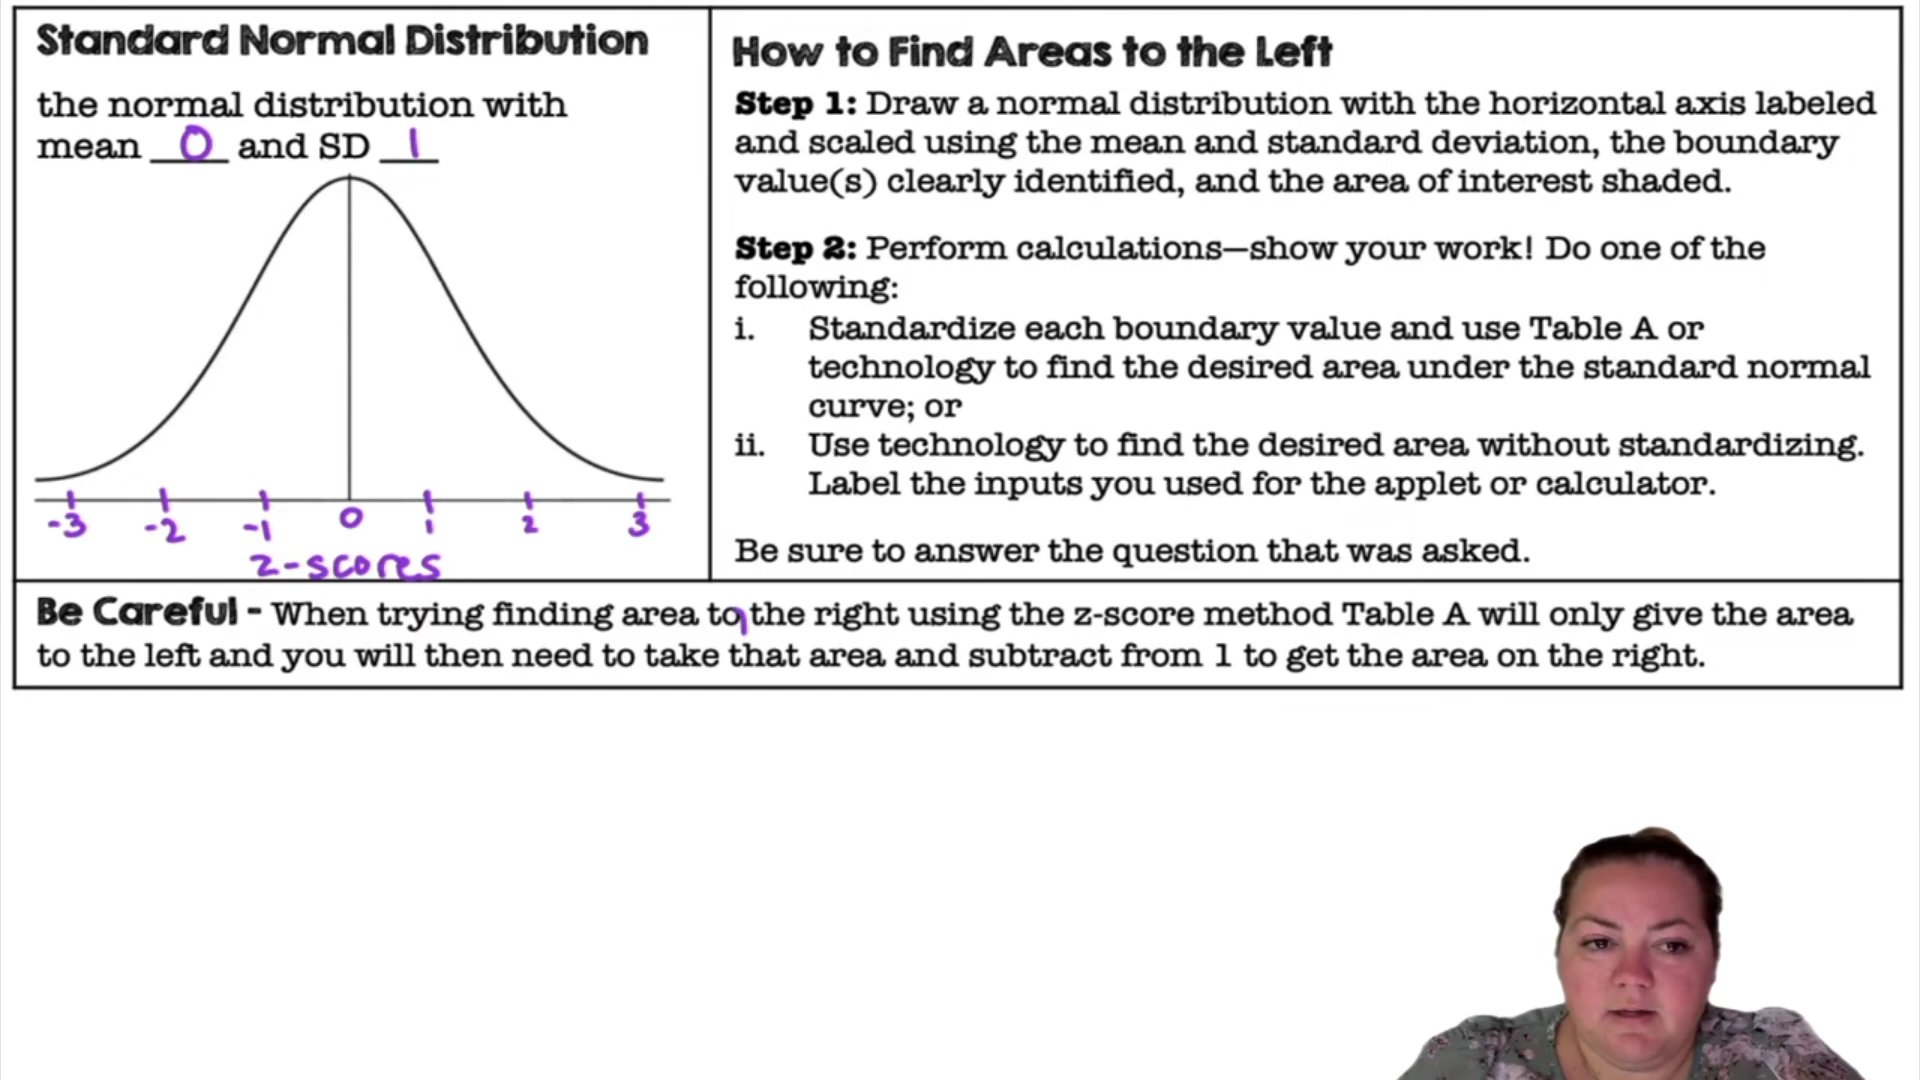 Standard Normal Distribution
the normal distribution with
mean 0 and SD 1
-3 -2 -1 0 1 2 3
z-scores
How to Find Areas to the Left
Step 1: Draw a normal distribution with the horizontal axis labeled
and scaled using the mean and standard deviation, the boundary
value(s) clearly identified, and the area of interest shaded.
Step 2: Perform calculations—show your work! Do one of the
following:
i. Standardize each boundary value and use Table A or
technology to find the desired area under the standard normal
curve; or
ii. Use technology to find the desired area without standardizing.
Label the inputs you used for the applet or calculator.
Be sure to answer the question that was asked.
Be Careful - When trying finding area to the right using the z-score method Table A will only give the area
to the left and you will then need to take that area and subtract from 1 to get the area on the right.